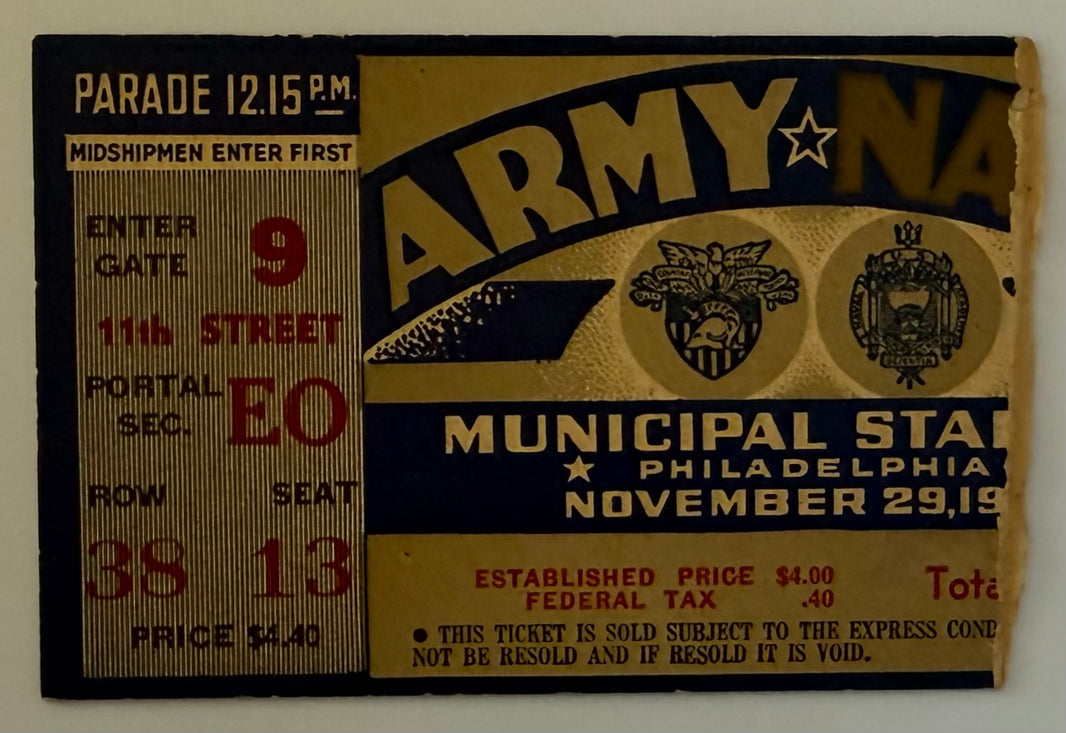 PARADE 12.15 P.M.
MIDSHIPMEN ENTER FIRST
ENTER
GATE 9
11th STREET
PORTAL
SEC. EO
ROW SEAT
38 13
PRICE $4.40
ARMY NA
MUNICIPAL STA
PHILADELPHIA
NOVEMBER 29,19
ESTABLISHED PRICE $4.00
FEDERAL TAX .40
Tota
● THIS TICKET IS SOLD SUBJECT TO THE EXPRESS COND
NOT BE RESOLD AND IF RESOLD IT IS VOID.